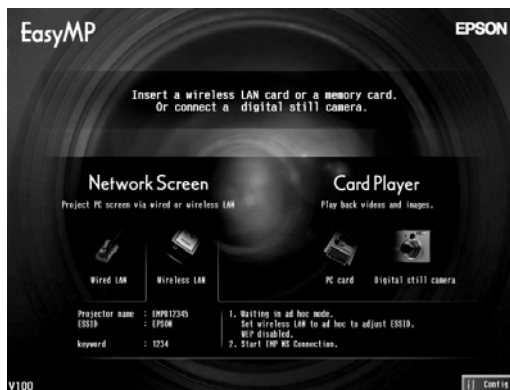 EasyMP
EPSON
Insert a wireless LAN card or a memory card.
Or connect a digital still camera.
Network Screen
Project PC screen via wired or wireless LAN
Wired LAN
Wireless LAN
Card Player
Play back videos and images.
PC card
Digital still camera
Projector name : EMP012345
ESSID : EPSON
keyword : 1234
1. Waiting in ad hoc mode.
Set wireless LAN to ad hoc to adjust ESSID.
WEP disabled.
2. Start EMP NS Connection.
V100
Config